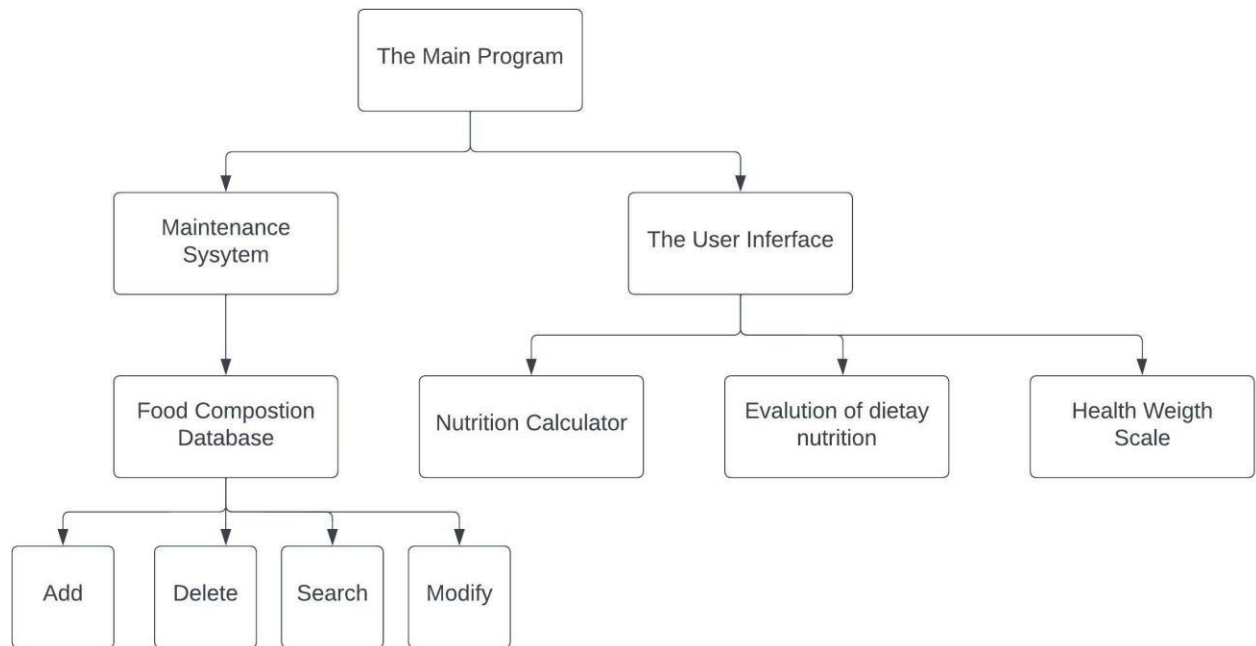 The Main Program
Maintenance
Sysytem
The User Inferface
Food Compostion
Database
Nutrition Calculator
Evalution of dietay
nutrition
Health Weigth
Scale
Add
Delete
Search
Modify